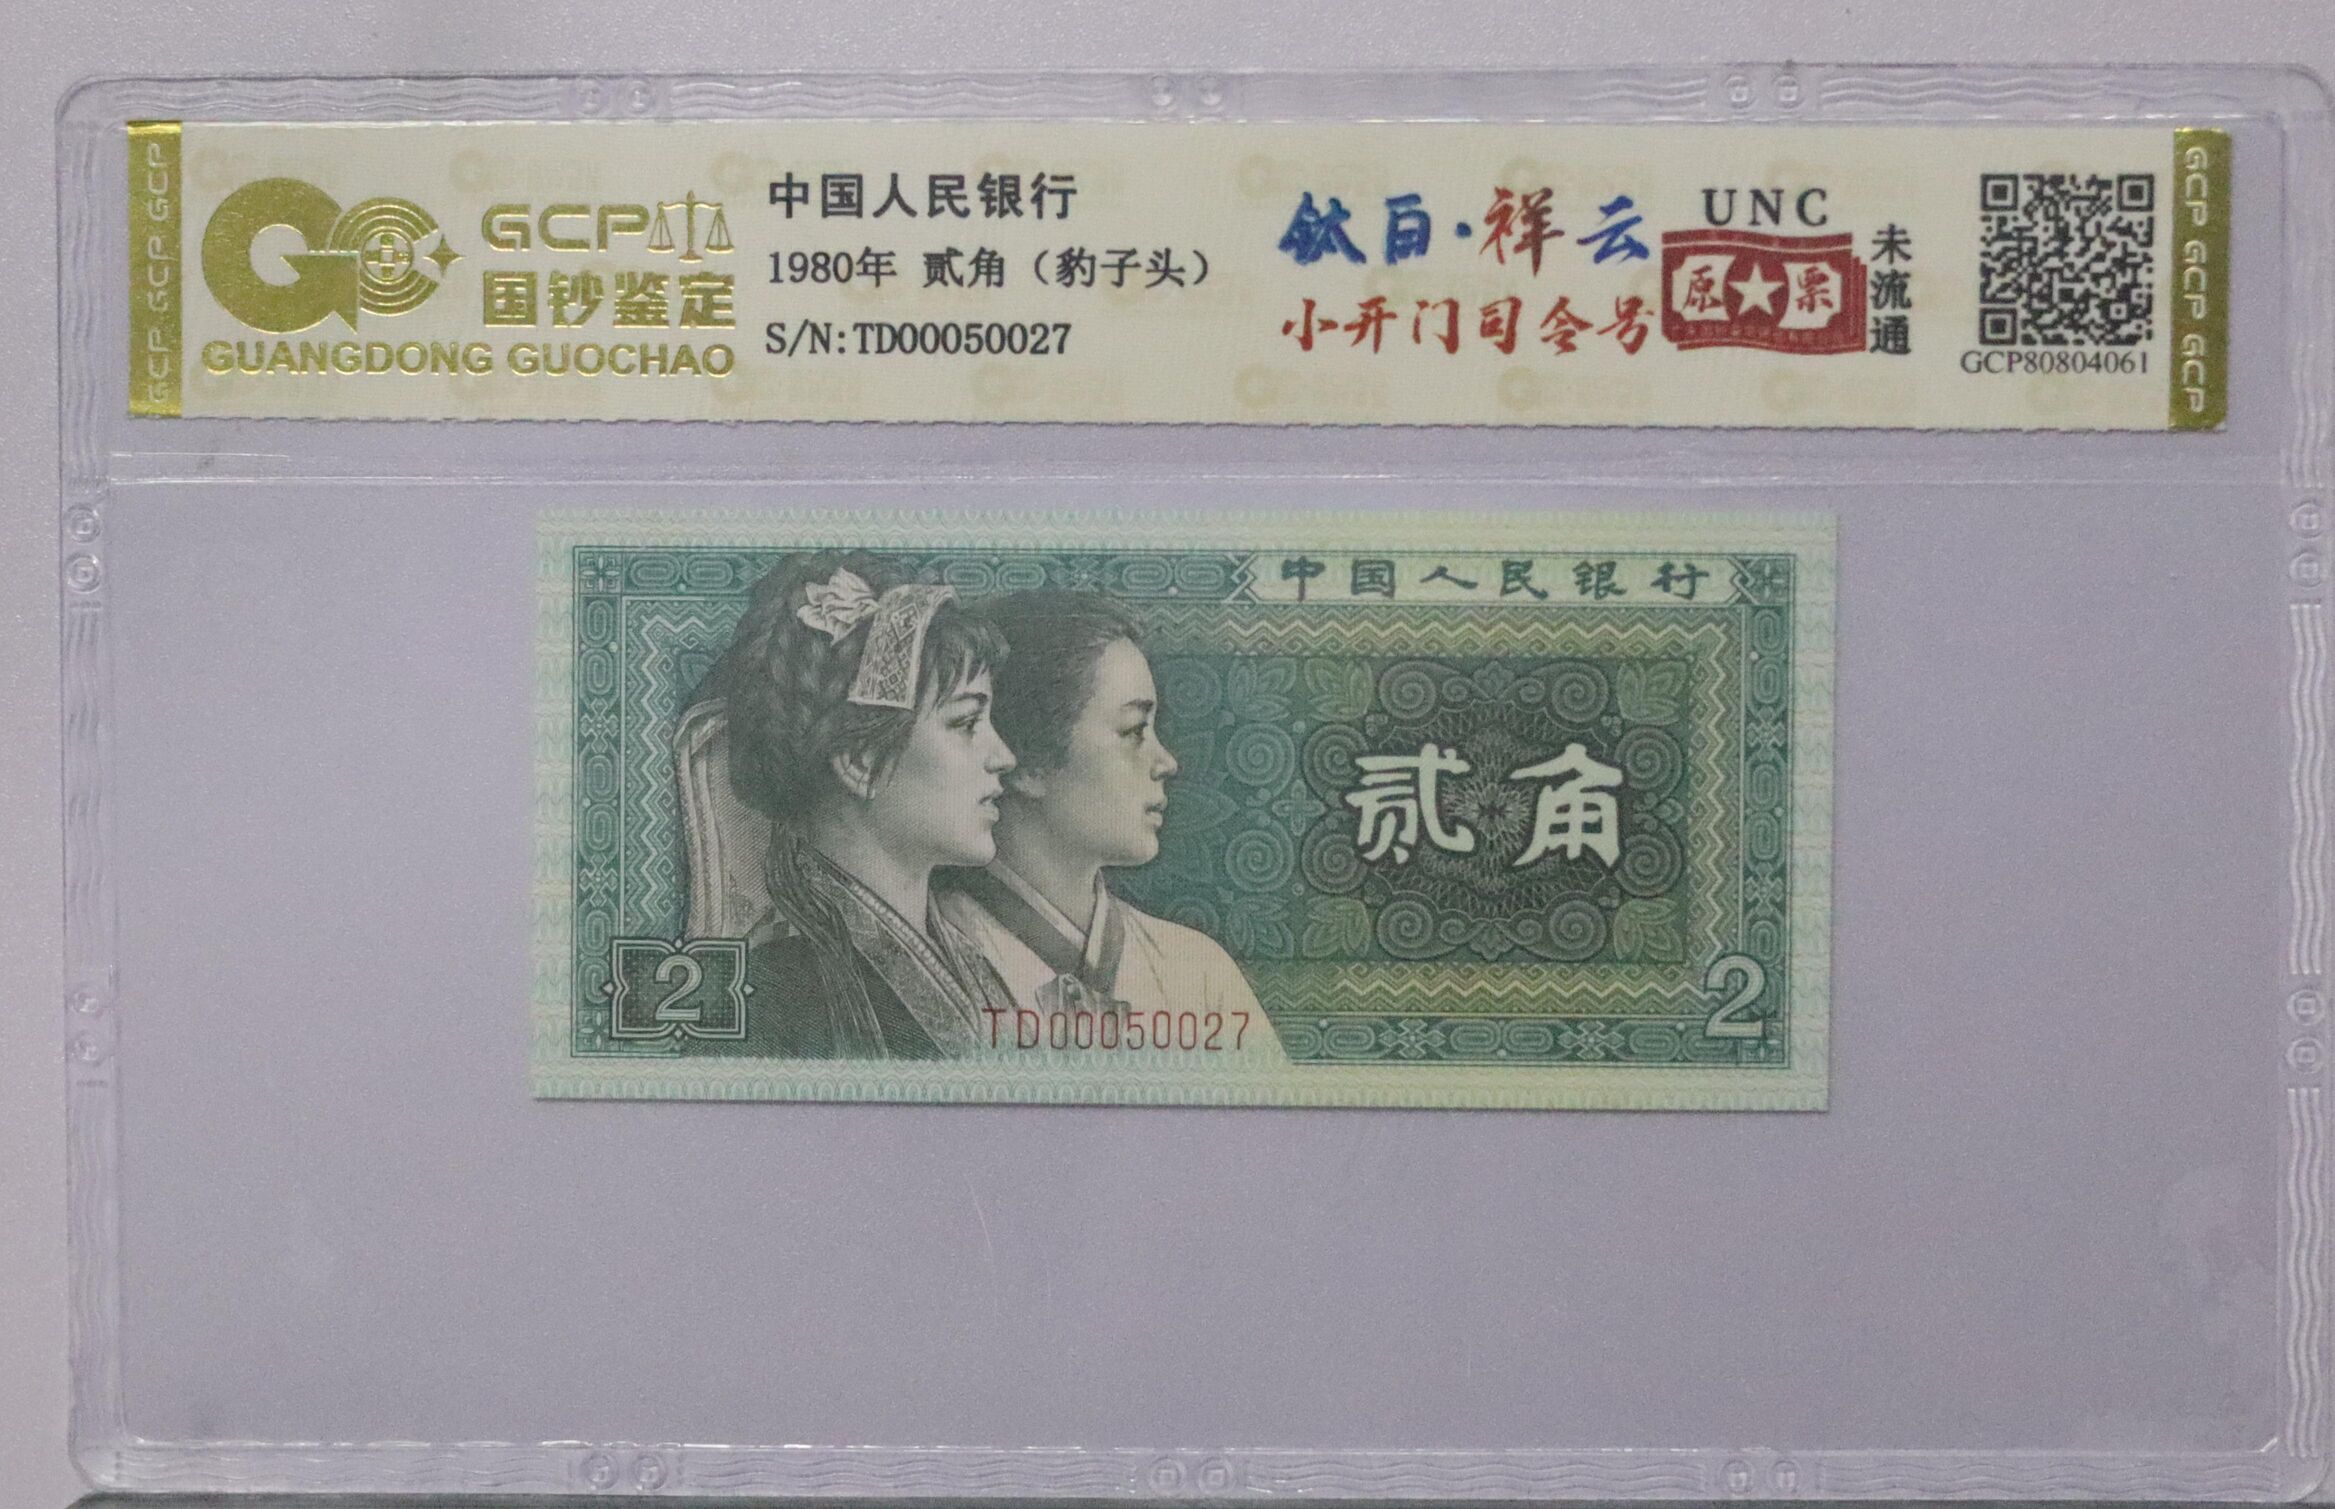 GCP GCP GCP
GCP
国钞鉴定
GUANGDONG GUOCHAO
中国人民银行
1980年 贰角（豹子头）
S/N:TD00050027
钛白·祥云
小开门司令号
UNC
原★票
未流通
GCP80804061
GCP GCP GCP
中国人民银行
贰角
2
TD00050027
2